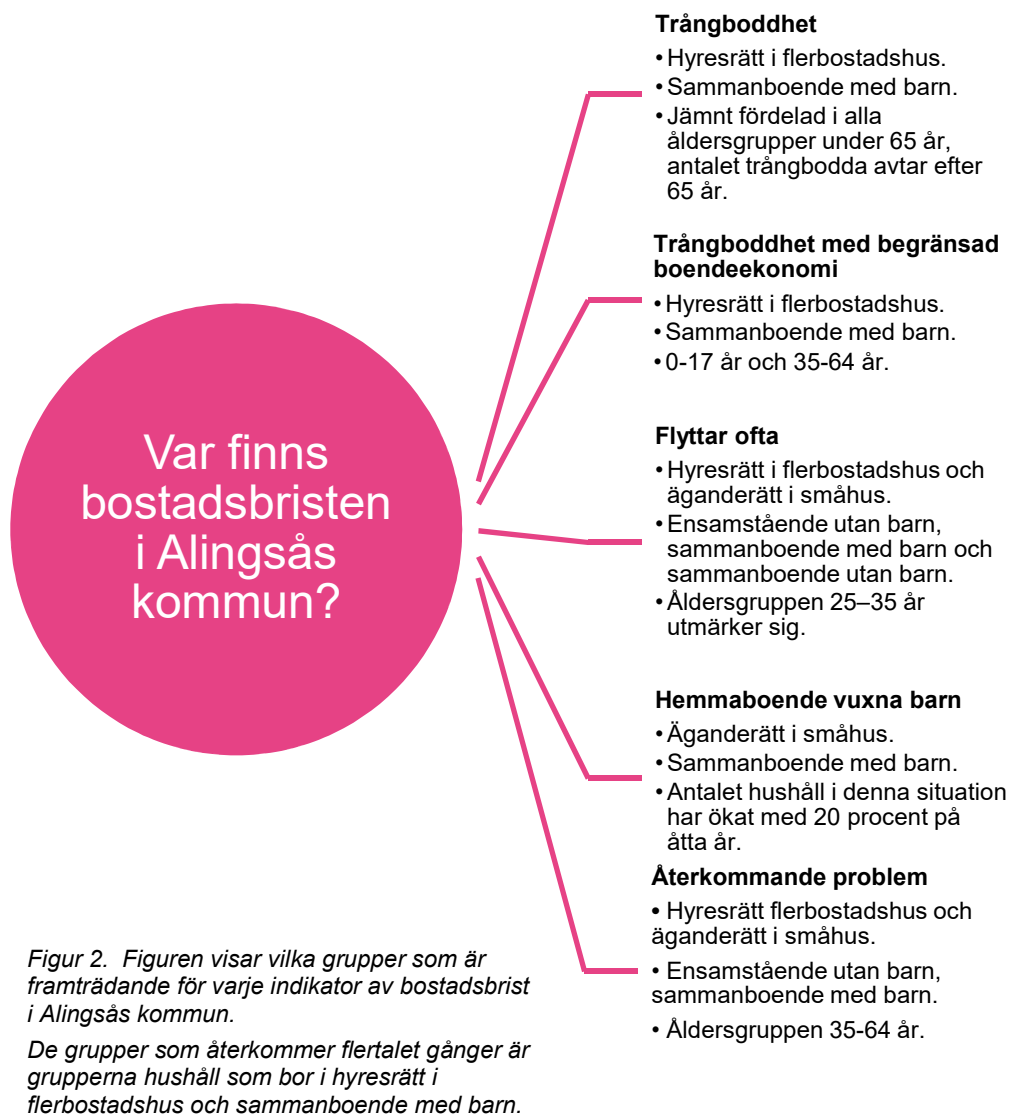 Var finns
bostadsbristen
i Alingsås
kommun?
Trångboddhet
• Hyresrätt i flerbostadshus.
• Sammanboende med barn.
• Jämnt fördelad i alla
åldersgrupper under 65 år,
antalet trångbodda avtar efter
65 år.
Trångboddhet med begränsad
boendeekonomi
• Hyresrätt i flerbostadshus.
• Sammanboende med barn.
• 0-17 år och 35-64 år.
Flyttar ofta
• Hyresrätt i flerbostadshus och
äganderätt i småhus.
• Ensamstående utan barn,
sammanboende med barn och
sammanboende utan barn.
• Åldersgruppen 25–35 år
utmärker sig.
Hemmaboende vuxna barn
• Äganderätt i småhus.
• Sammanboende med barn.
• Antalet hushåll i denna situation
har ökat med 20 procent på
åtta år.
Återkommande problem
• Hyresrätt flerbostadshus och
äganderätt i småhus.
• Ensamstående utan barn,
sammanboende med barn.
• Åldersgruppen 35-64 år.
Figur 2. Figuren visar vilka grupper som är
framträdande för varje indikator av bostadsbrist
i Alingsås kommun.
De grupper som återkommer flertalet gånger är
grupperna hushåll som bor i hyresrätt i
flerbostadshus och sammanboende med barn.